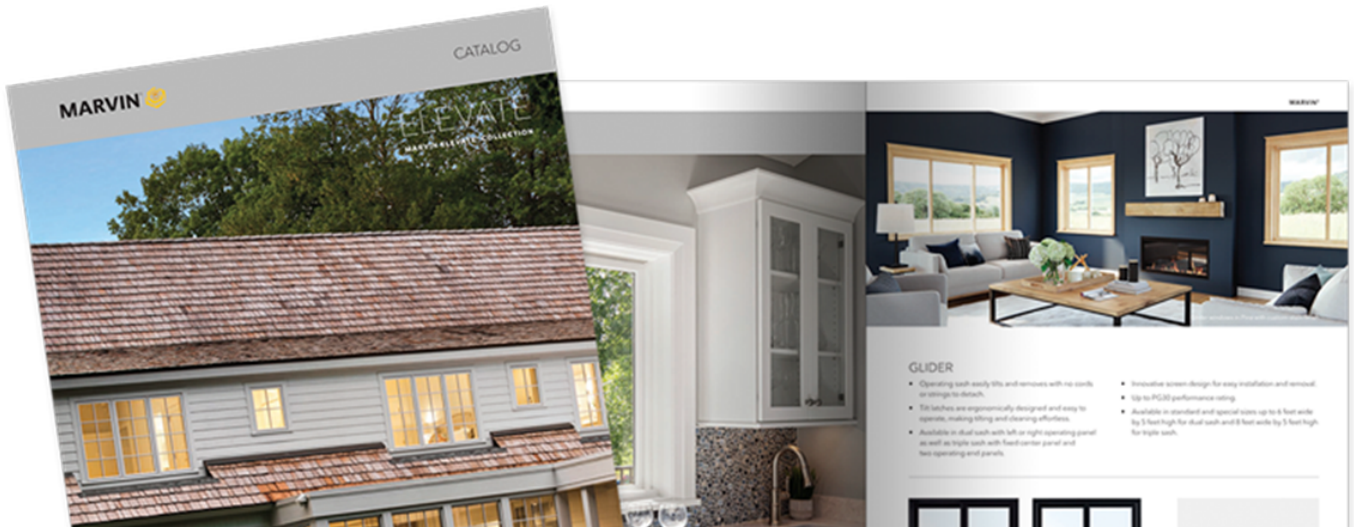 CATALOG
MARVIN
ELEVATE
MARVIN ELEVATE COLLECTION
MARVIN
GLIDER
• Operating sash easily tilts and removes with no cords
or strings to detach.
• Tilt latches are ergonomically designed and easy to
operate, making tilting and cleaning effortless.
• Available in dual sash with left or right operating panel
as well as triple sash with fixed center panel and
two operating end panels.
• Innovative screen design for easy installation and removal.
• Up to PG30 performance rating.
• Available in standard and special sizes up to 6 feet wide
by 5 feet high for dual sash and 8 feet wide by 5 feet high
for triple sash.